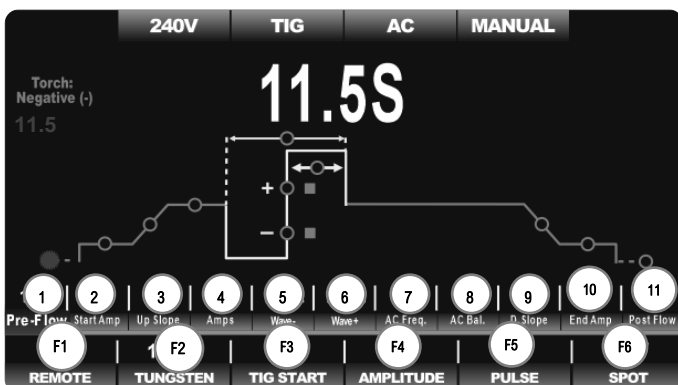 240V TIG AC MANUAL
Torch:
Negative (-)
11.5
11.5S
+
−
1 2 3 4 5 6 7 8 9 10 11
Pre-Flow Start Amp Up Slope Amps Wave- Wave+ AC Freq. AC Bal. D.Slope End Amp Post Flow
F1 F2 F3 F4 F5 F6
REMOTE TUNGSTEN TIG START AMPLITUDE PULSE SPOT